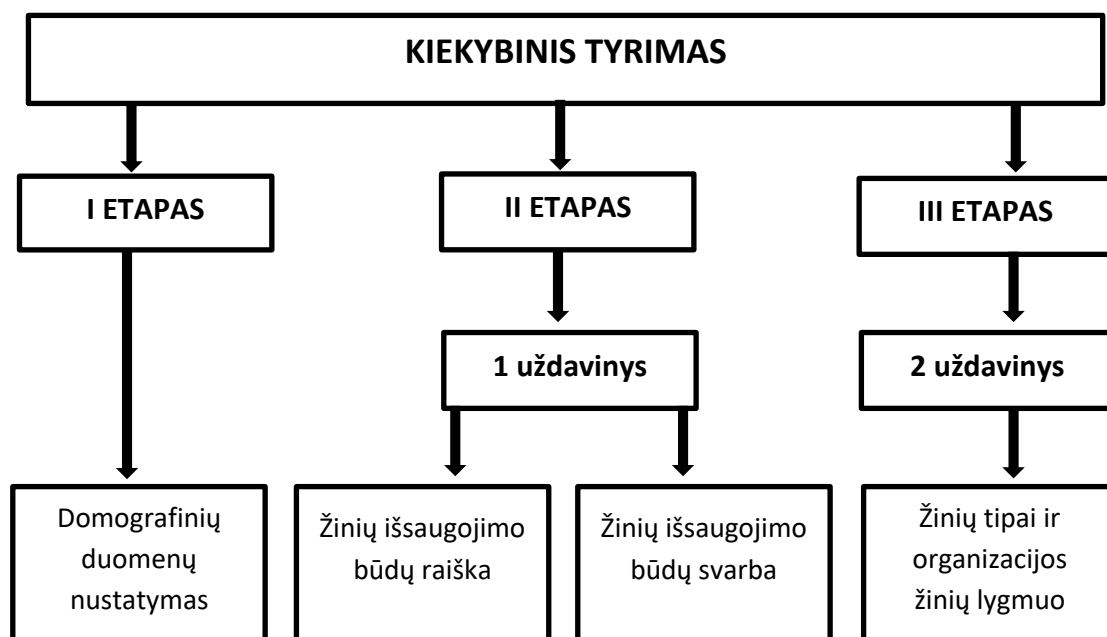 KIEKYBINIS TYRIMAS
I ETAPAS
II ETAPAS
III ETAPAS
1 uždavinys
2 uždavinys
Domografinių
duomenų
nustatymas
Žinių išsaugojimo
būdų raiška
Žinių išsaugojimo
būdų svarba
Žinių tipai ir
organizacijos
žinių lygmuo